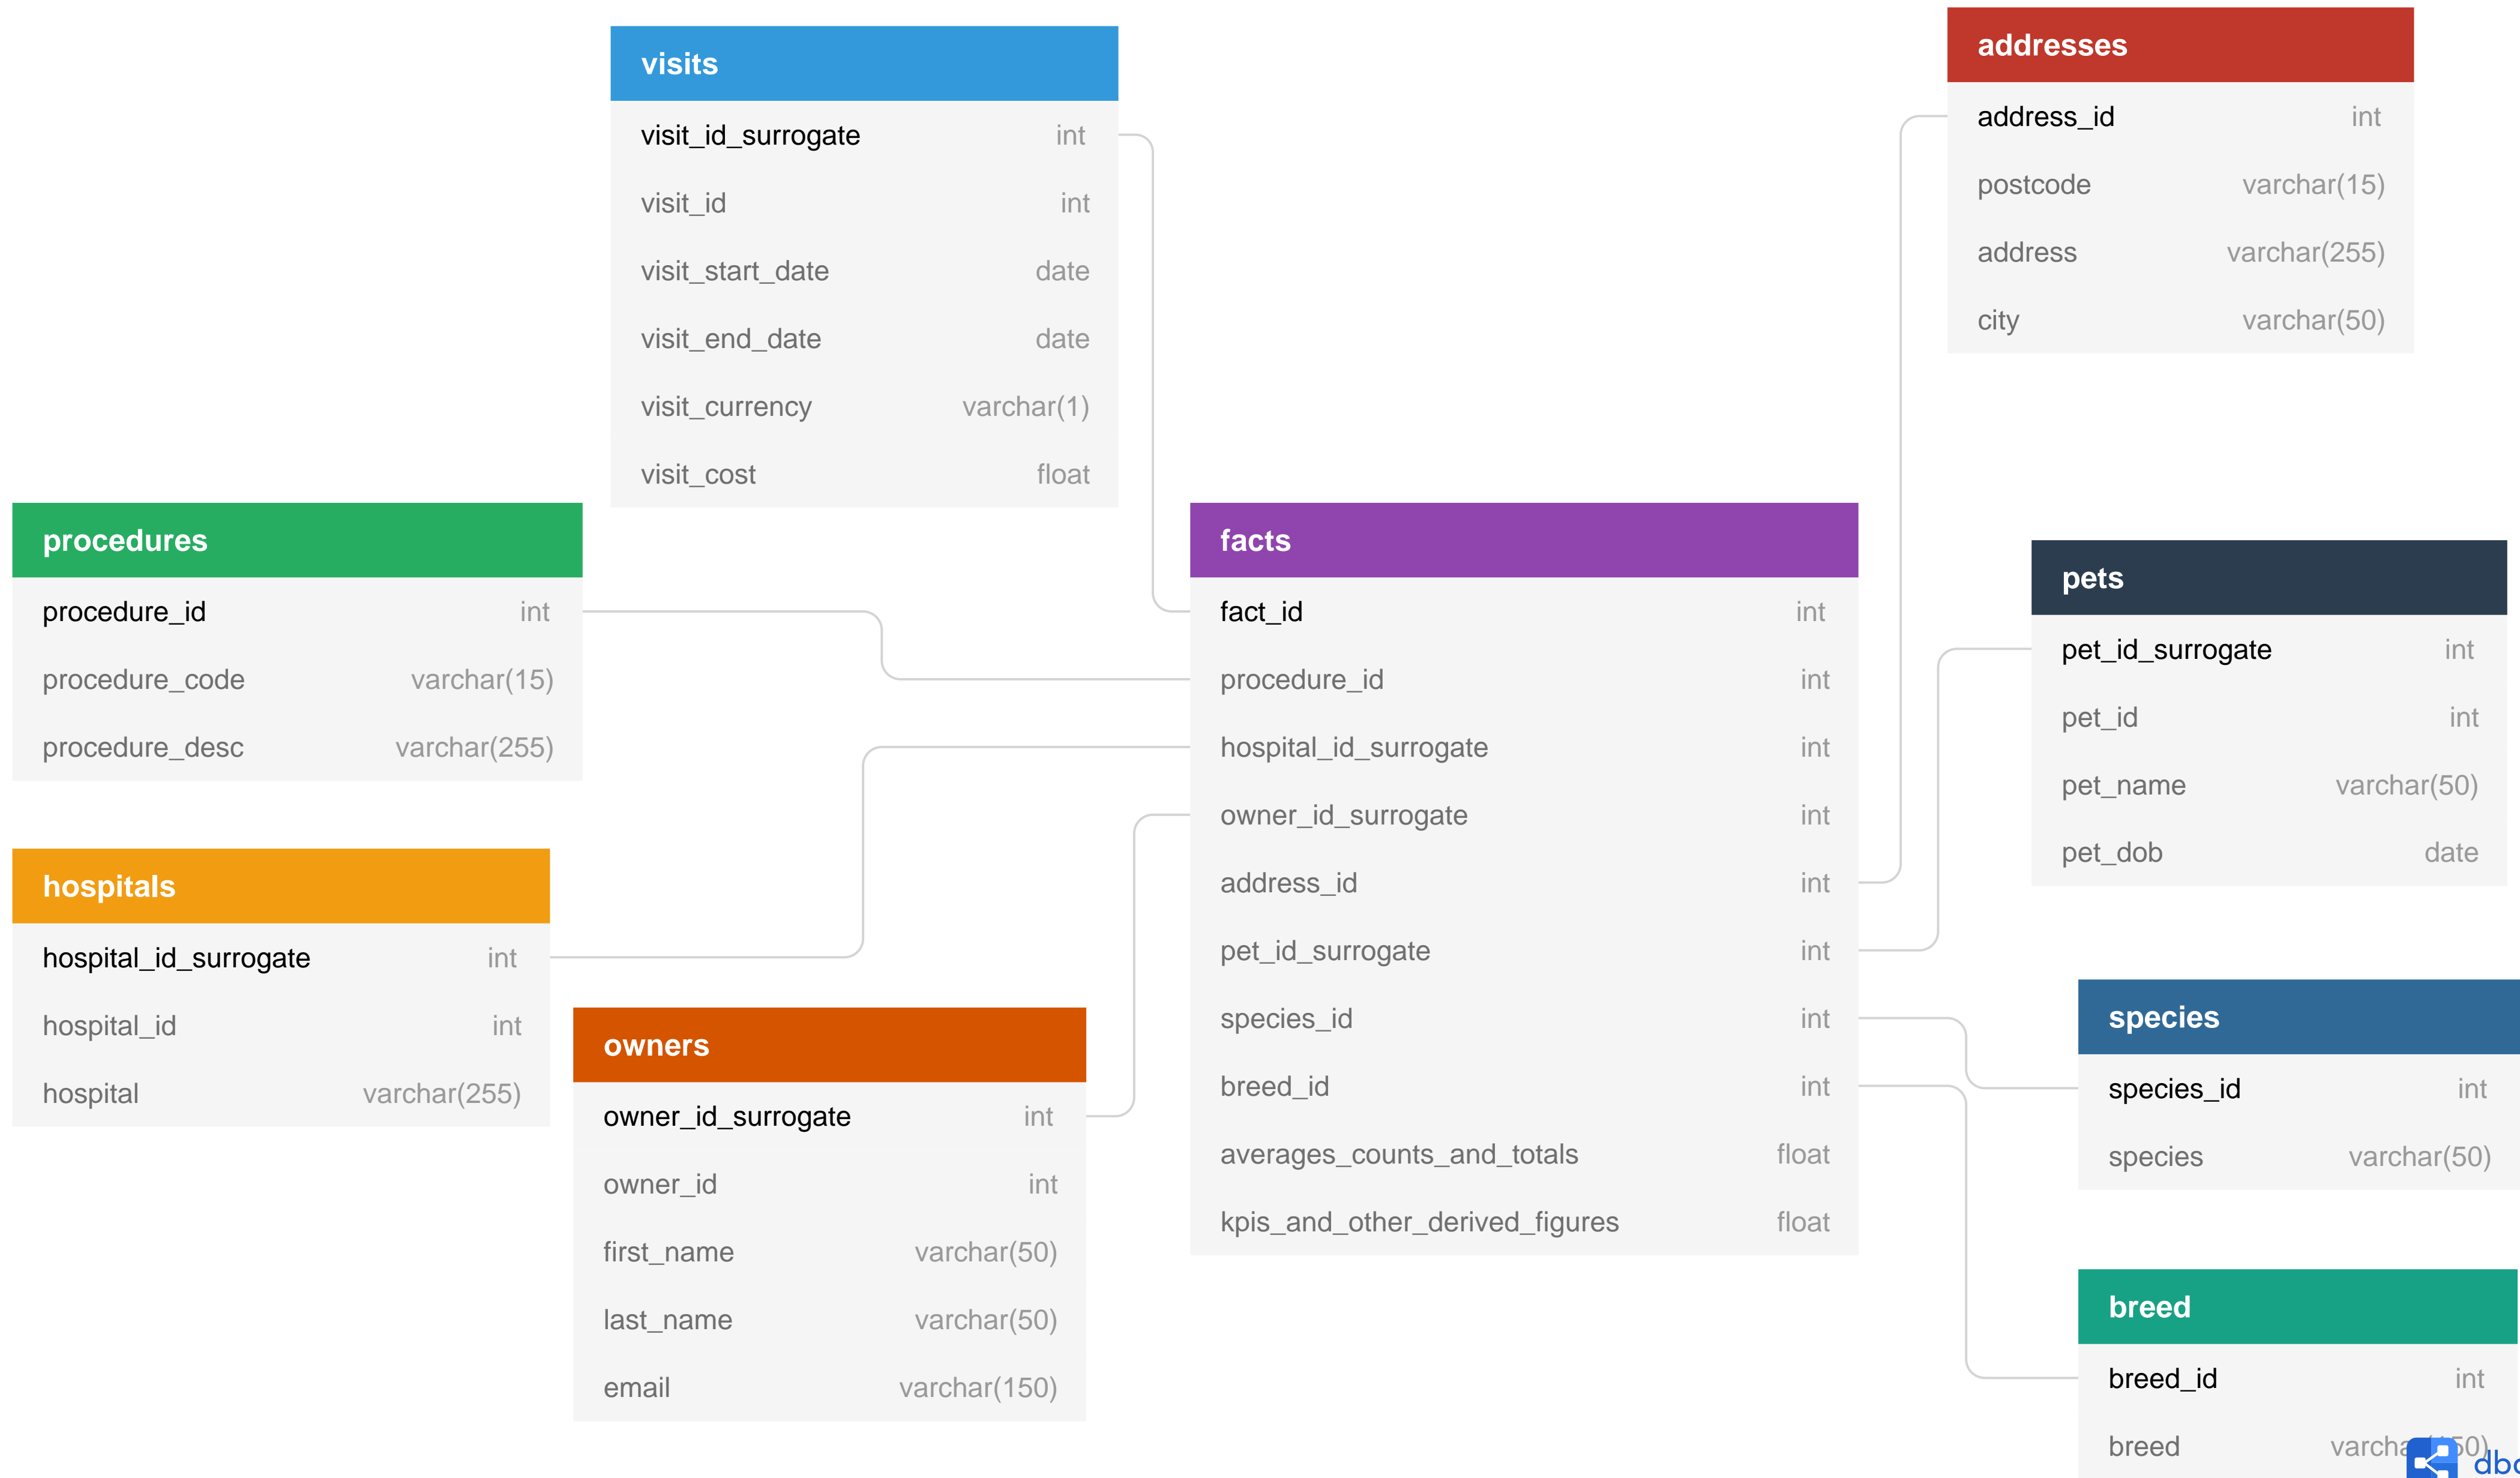 visits
visit_id_surrogate int
visit_id int
visit_start_date date
visit_end_date date
visit_currency varchar(1)
visit_cost float
addresses
address_id int
postcode varchar(15)
address varchar(255)
city varchar(50)
procedures
procedure_id int
procedure_code varchar(15)
procedure_desc varchar(255)
facts
fact_id int
procedure_id int
hospital_id_surrogate int
owner_id_surrogate int
address_id int
pet_id_surrogate int
species_id int
breed_id int
averages_counts_and_totals float
kpis_and_other_derived_figures float
pets
pet_id_surrogate int
pet_id int
pet_name varchar(50)
pet_dob date
hospitals
hospital_id_surrogate int
hospital_id int
hospital varchar(255)
owners
owner_id_surrogate int
owner_id int
first_name varchar(50)
last_name varchar(50)
email varchar(150)
species
species_id int
species varchar(50)
breed
breed_id int
breed